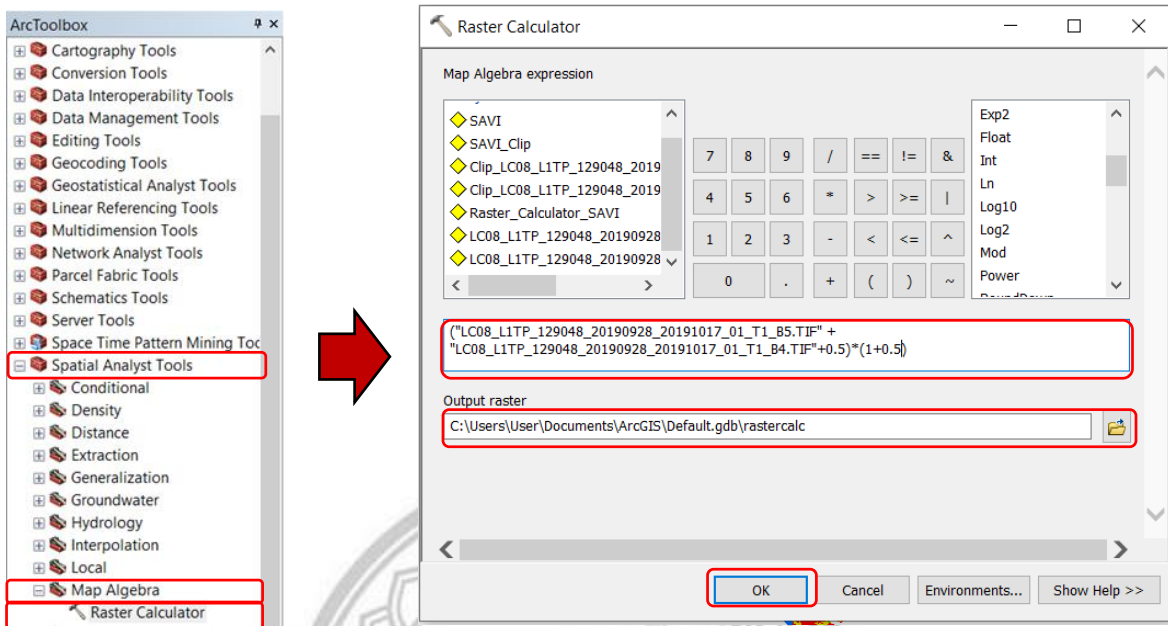 ArcToolbox
Cartography Tools
Conversion Tools
Data Interoperability Tools
Data Management Tools
Editing Tools
Geocoding Tools
Geostatistical Analyst Tools
Linear Referencing Tools
Multidimension Tools
Network Analyst Tools
Parcel Fabric Tools
Schematics Tools
Server Tools
Space Time Pattern Mining Toc
Spatial Analyst Tools
Conditional
Density
Distance
Extraction
Generalization
Groundwater
Hydrology
Interpolation
Local
Map Algebra
Raster Calculator
Raster Calculator
Map Algebra expression
SAVI
SAVI_Clip
Clip_LC08_L1TP_129048_2019
Clip_LC08_L1TP_129048_2019
Raster_Calculator_SAVI
LC08_L1TP_129048_20190928
LC08_L1TP_129048_20190928
7 8 9 / == != &
4 5 6 * > >= |
1 2 3 - < <= ^
0 . + ( ) ~
Exp2
Float
Int
Ln
Log10
Log2
Mod
Power
("LC08_L1TP_129048_20190928_20191017_01_T1_B5.TIF" +
"LC08_L1TP_129048_20190928_20191017_01_T1_B4.TIF"+0.5)*(1+0.5)
Output raster
C:\Users\User\Documents\ArcGIS\Default.gdb\rastercalc
OK Cancel Environments... Show Help >>